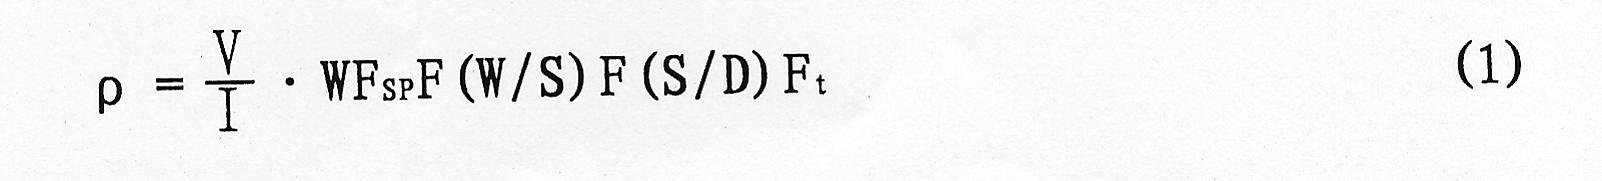 ρ = V/I · WF_SP F(W/S)F(S/D)F_t (1)